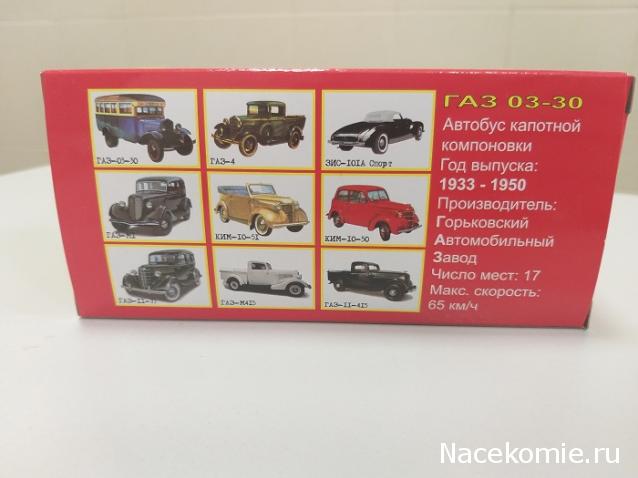 ГАЗ-03-30
ГАЗ-4
ЗИС-101А Спорт
ГАЗ-М1
КИМ-10-51
КИМ-10-50
ГАЗ-М415
ГАЗ-11-415
ГАЗ 03-30
Автобус капотной
компоновки
Год выпуска:
1933 - 1950
Производитель:
Горьковский
Автомобильный
Завод
Число мест: 17
Макс. скорость:
65 км/ч
Nacekomie.ru